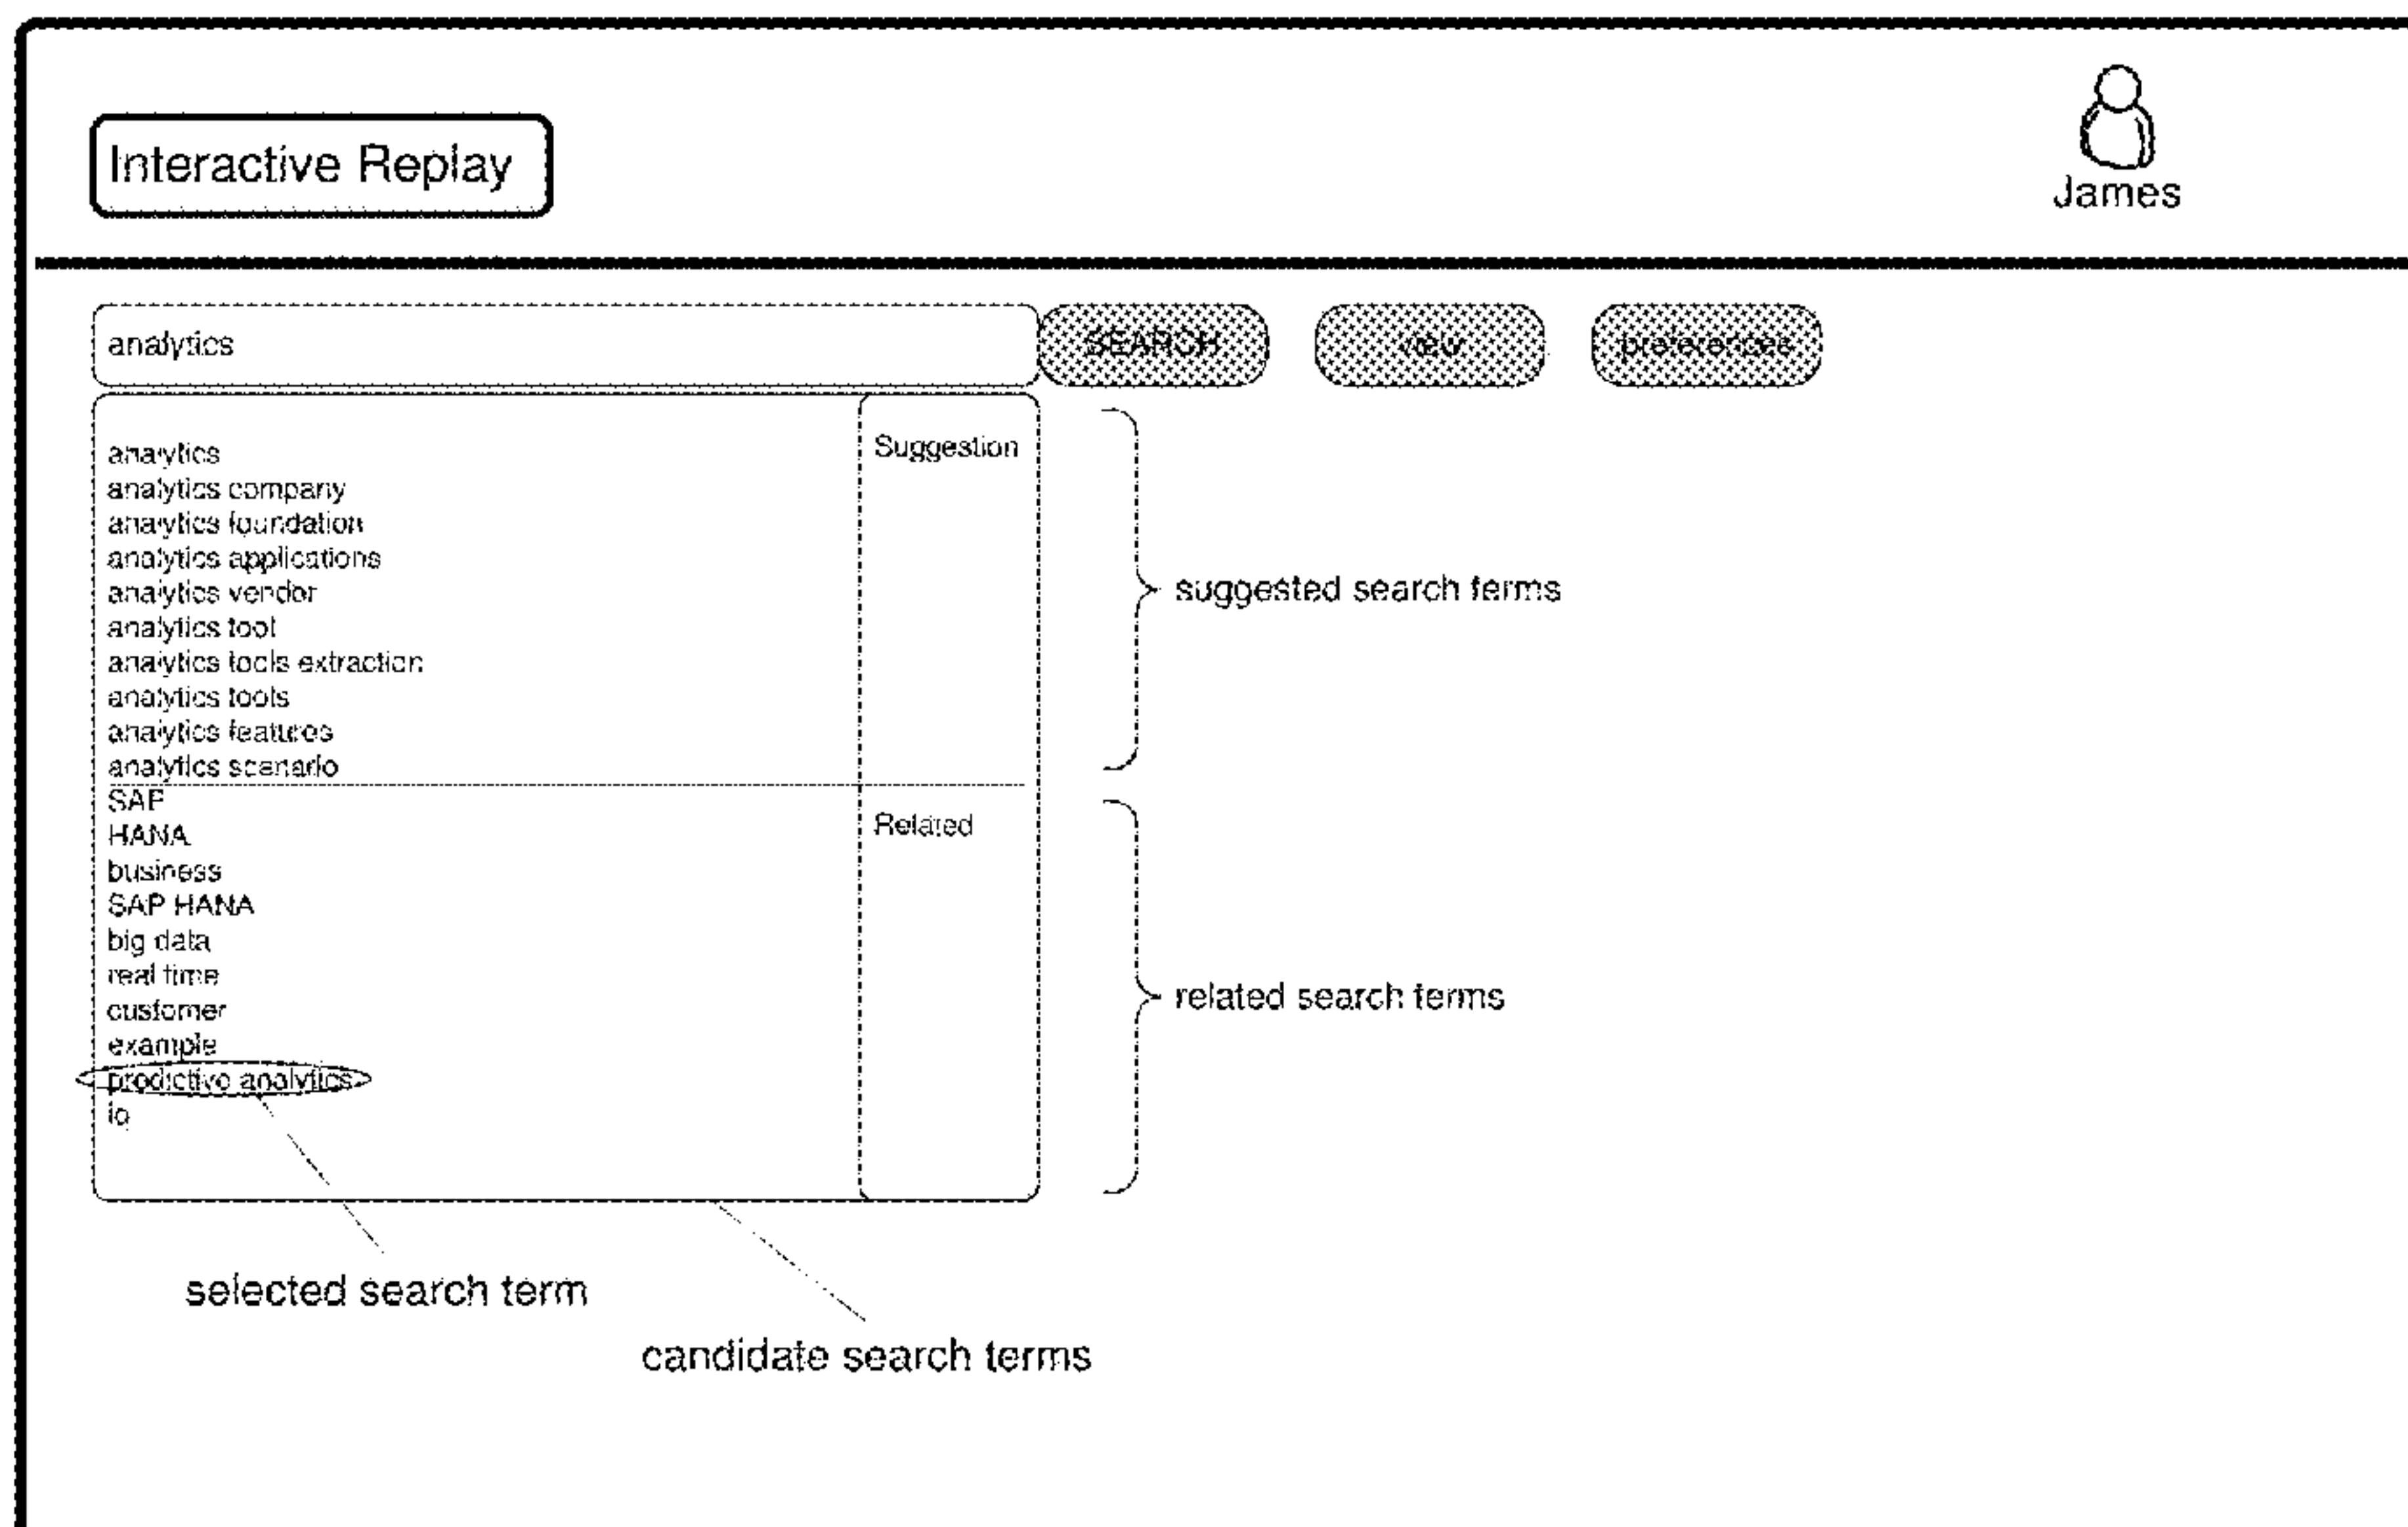 Interactive Replay
James
analytics
SEARCH
view
preferences
Suggestion
analytics
analytics company
analytics foundation
analytics applications
analytics vendor
analytics tool
analytics tools extraction
analytics tools
analytics features
analytics scenario
suggested search terms
SAP
HANA
Related
business
SAP HANA
big data
real time
customer
example
predictive analytics
related search terms
selected search term
candidate search terms